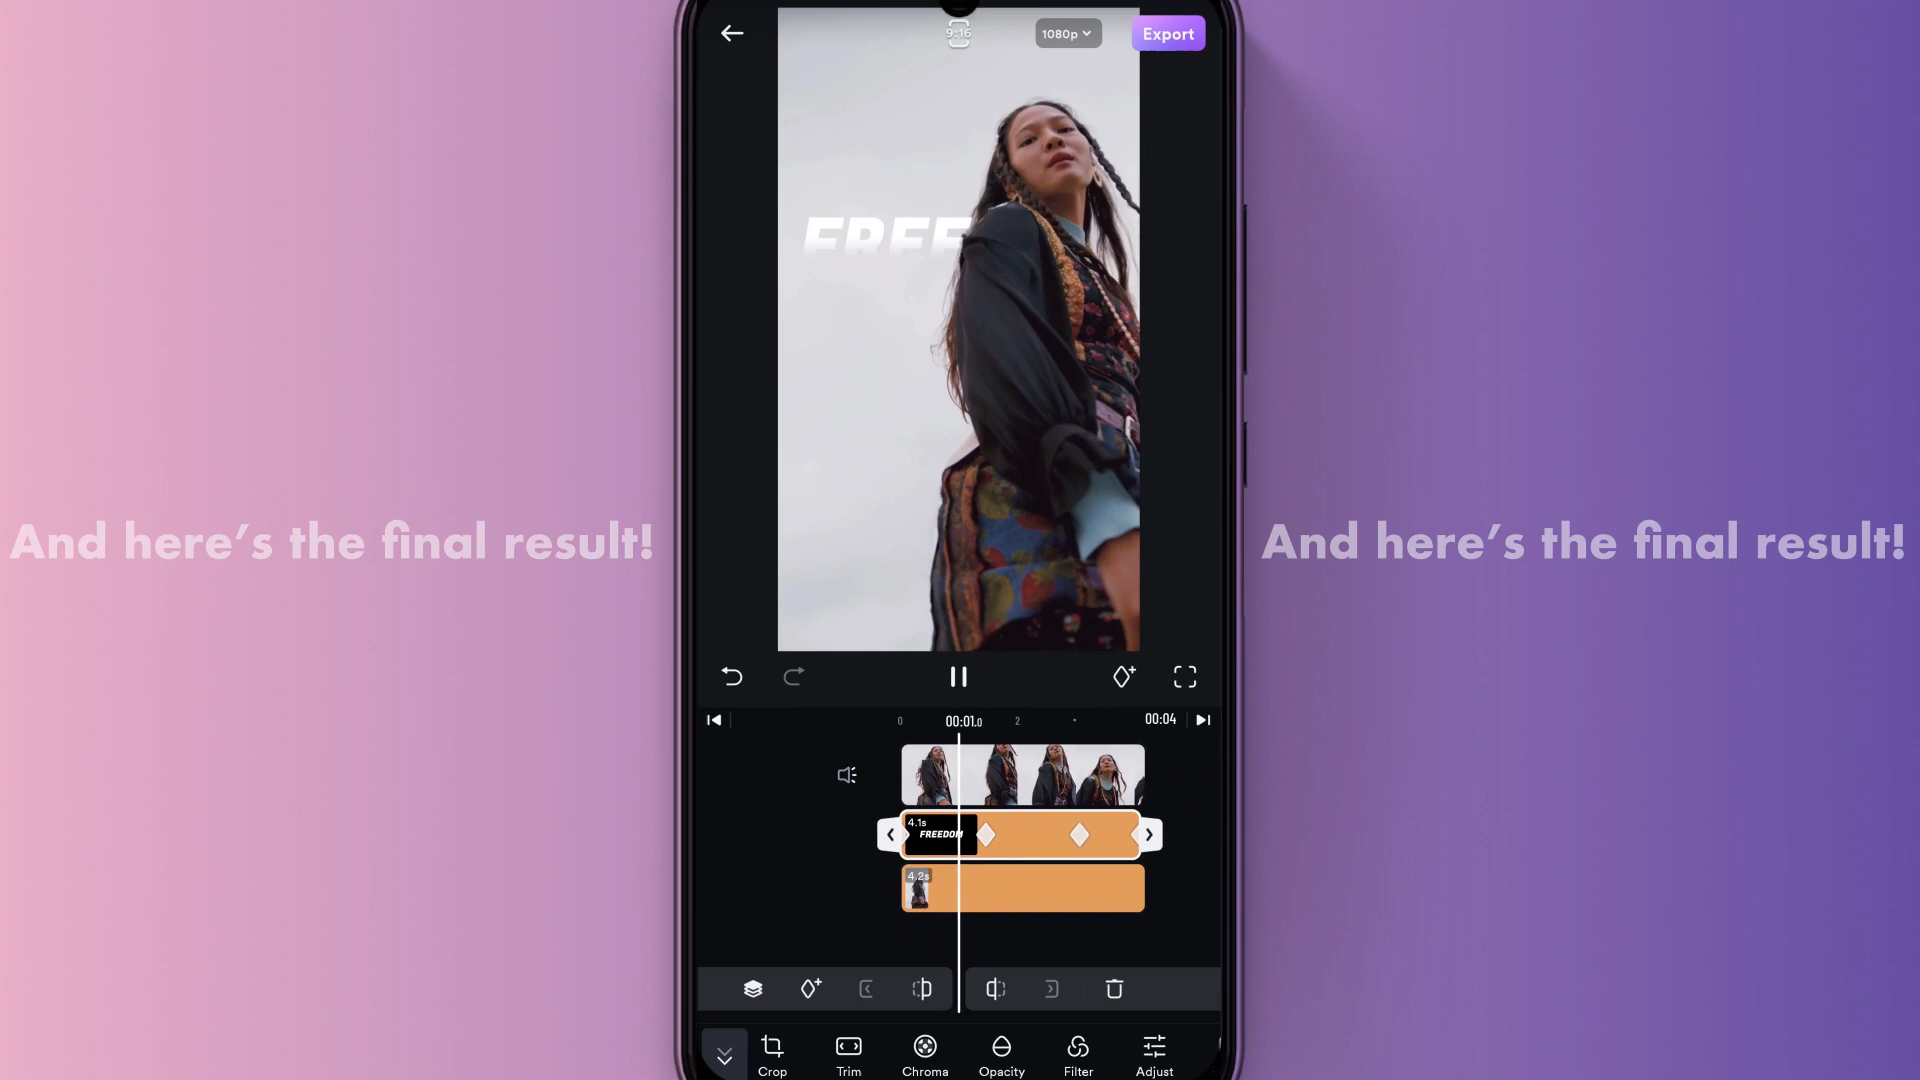 9:16
1080p
Export
FREE
And here's the final result!
And here's the final result!
0
00:01.0
2
00:04
4.1s
FREEDOM
4.2s
Crop
Trim
Chroma
Opacity
Filter
Adjust